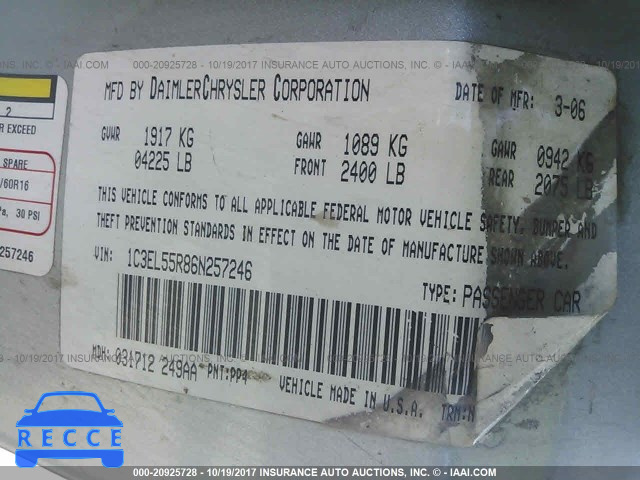 000-20925728 - 10/19/2017 INSURANCE AUTO AUCTIONS, INC. © - IAAI.COM
2
R EXCEED
SPARE
/60R16
Pa, 30 PSI
257246
MFD BY DAIMLERCHRYSLER CORPORATION
DATE OF MFR: 3-06
GVWR 1917 KG
04225 LB
GAWR 1089 KG
FRONT 2400 LB
GAWR 0942 KG
REAR 2075 LB
THIS VEHICLE CONFORMS TO ALL APPLICABLE FEDERAL MOTOR VEHICLE SAFETY, BUMPER AND
THEFT PREVENTION STANDARDS IN EFFECT ON THE DATE OF MANUFACTURE SHOWN ABOVE.
VIN: 1C3EL55R86N257246
TYPE: PASSENGER CAR
MDH: 031712 249AA PNT:PP4
VEHICLE MADE IN U.S.A. TRM:N
RECCE
000-20925728 - 10/19/2017 INSURANCE AUTO AUCTIONS, INC. © - IAAI.COM